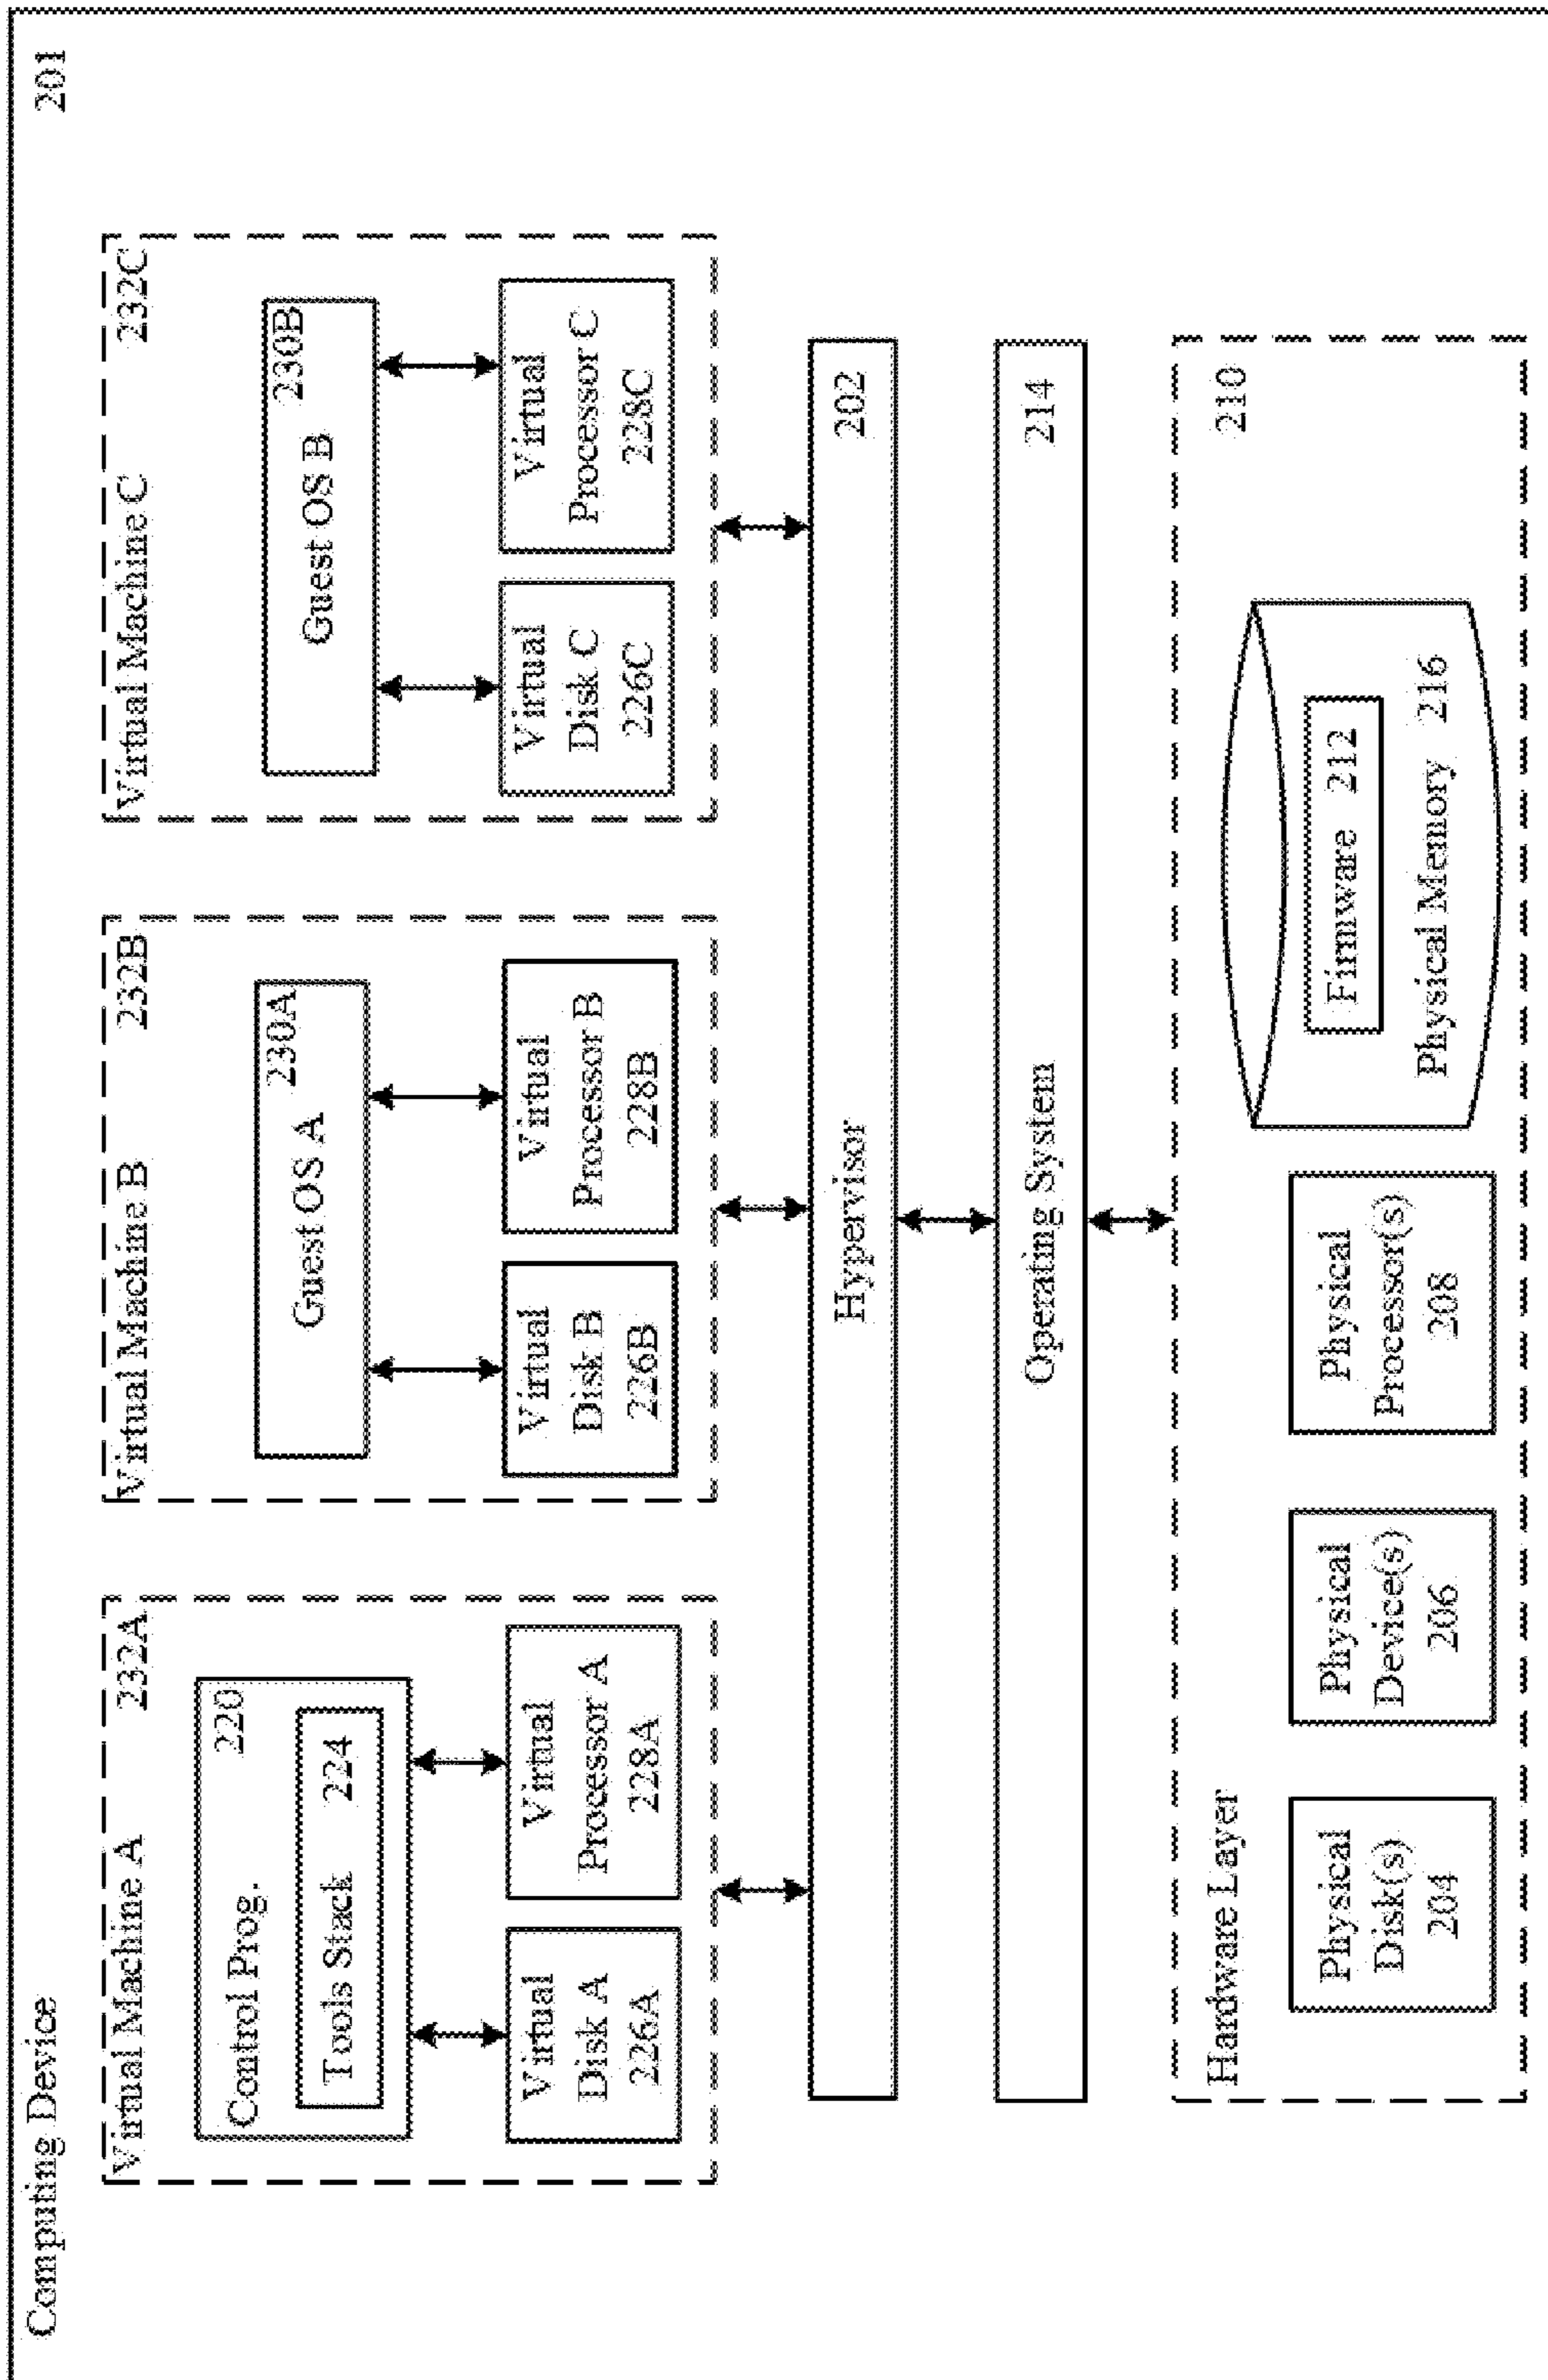 Computing Device
201
Virtual Machine A
232A
Control Prog.
220
Tools Stack 224
Virtual
Disk A
226A
Virtual
Processor A
228A
Virtual Machine B
232B
230A
Guest OS A
Virtual
Disk B
226B
Virtual
Processor B
228B
Virtual Machine C
232C
230B
Guest OS B
Virtual
Disk C
226C
Virtual
Processor C
228C
Hypervisor
202
Operating System
214
Hardware Layer
210
Physical
Disk(s)
204
Physical
Device(s)
206
Physical
Processor(s)
208
Firmware 212
Physical Memory 216